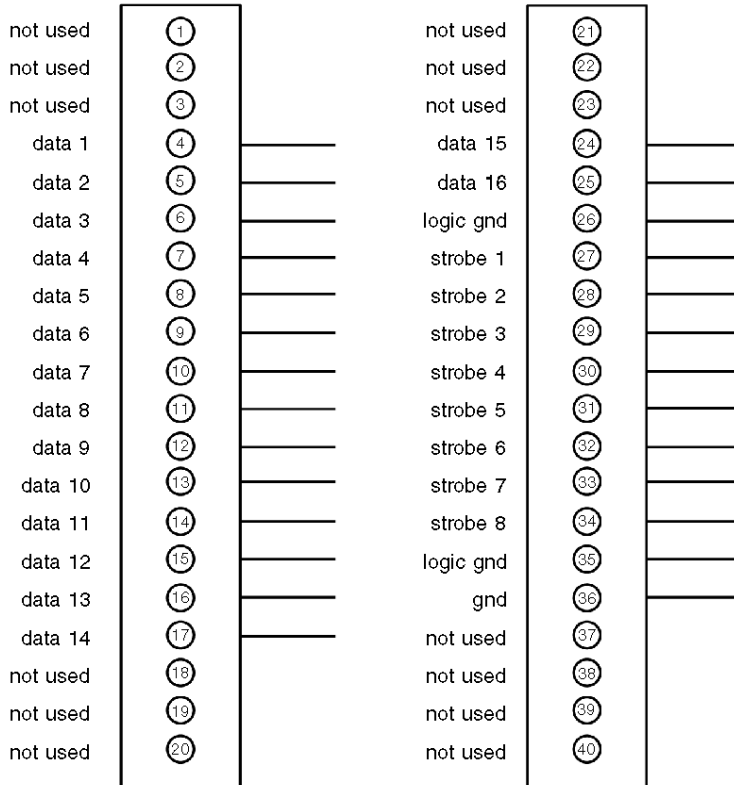 not used 1
not used 2
not used 3
data 1 4
data 2 5
data 3 6
data 4 7
data 5 8
data 6 9
data 7 10
data 8 11
data 9 12
data 10 13
data 11 14
data 12 15
data 13 16
data 14 17
not used 18
not used 19
not used 20
not used 21
not used 22
not used 23
data 15 24
data 16 25
logic gnd 26
strobe 1 27
strobe 2 28
strobe 3 29
strobe 4 30
strobe 5 31
strobe 6 32
strobe 7 33
strobe 8 34
logic gnd 35
gnd 36
not used 37
not used 38
not used 39
not used 40